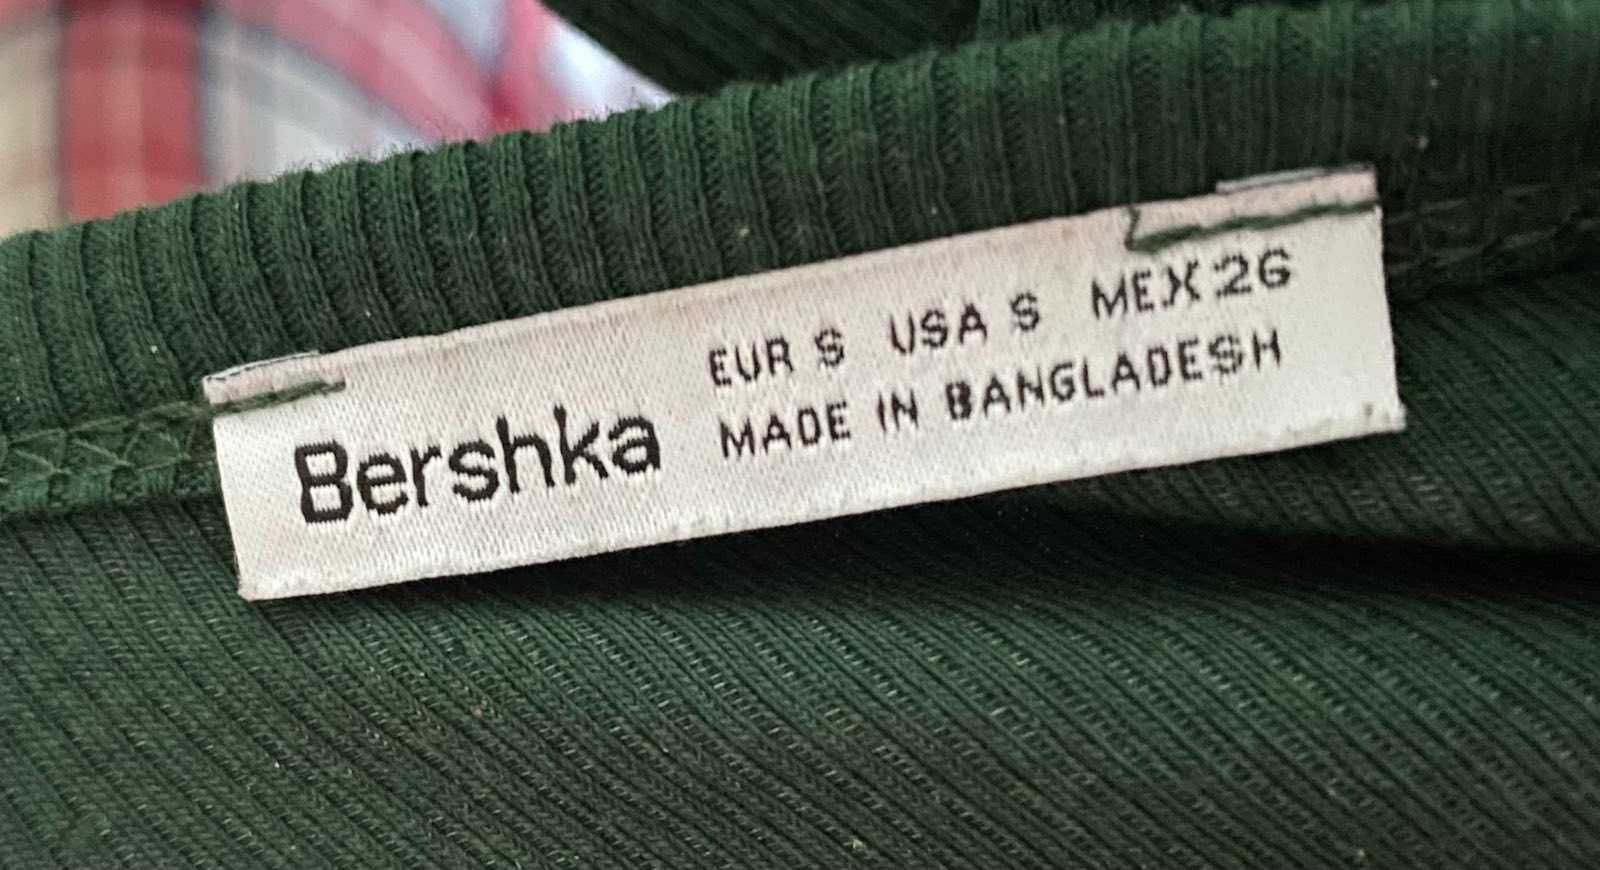 Bershka
EUR S USA S MEX 26
MADE IN BANGLADESH